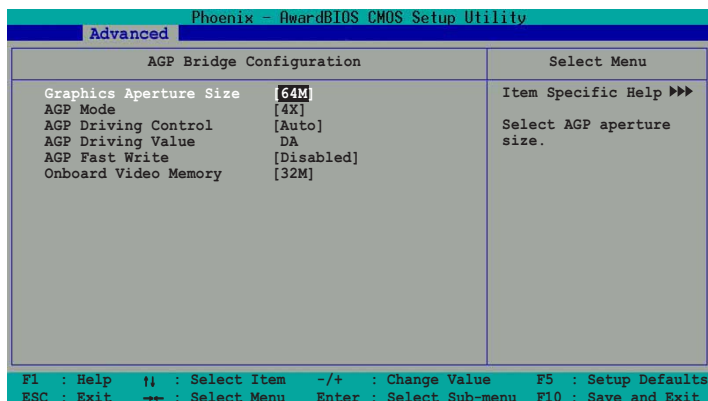 Phoenix - AwardBIOS CMOS Setup Utility
Advanced
AGP Bridge Configuration
Select Menu
Graphics Aperture Size [64M]
AGP Mode [4X]
AGP Driving Control [Auto]
AGP Driving Value DA
AGP Fast Write [Disabled]
Onboard Video Memory [32M]
Item Specific Help ▶▶▶
Select AGP aperture
size.
F1 : Help ↑↓ : Select Item -/+ : Change Value F5 : Setup Defaults
ESC : Exit →← : Select Menu Enter : Select Sub-menu F10 : Save and Exit